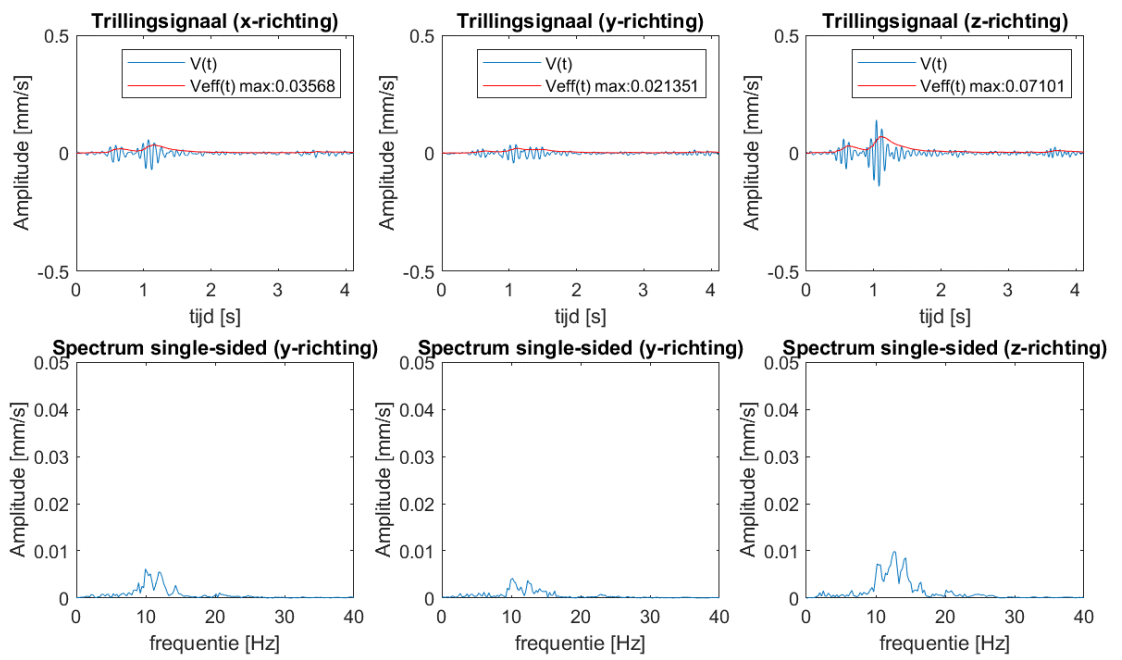 Trillingsignaal (x-richting)
0.5
0
-0.5
Amplitude [mm/s]
V(t)
Veff(t) max:0.03568
0 1 2 3 4
tijd [s]
Trillingsignaal (y-richting)
0.5
0
-0.5
Amplitude [mm/s]
V(t)
Veff(t) max:0.021351
0 1 2 3 4
tijd [s]
Trillingsignaal (z-richting)
0.5
0
-0.5
Amplitude [mm/s]
V(t)
Veff(t) max:0.07101
0 1 2 3 4
tijd [s]
Spectrum single-sided (y-richting)
0.05
0.04
0.03
0.02
0.01
0
Amplitude [mm/s]
0 10 20 30 40
frequentie [Hz]
Spectrum single-sided (y-richting)
0.05
0.04
0.03
0.02
0.01
0
Amplitude [mm/s]
0 10 20 30 40
frequentie [Hz]
Spectrum single-sided (z-richting)
0.05
0.04
0.03
0.02
0.01
0
Amplitude [mm/s]
0 10 20 30 40
frequentie [Hz]